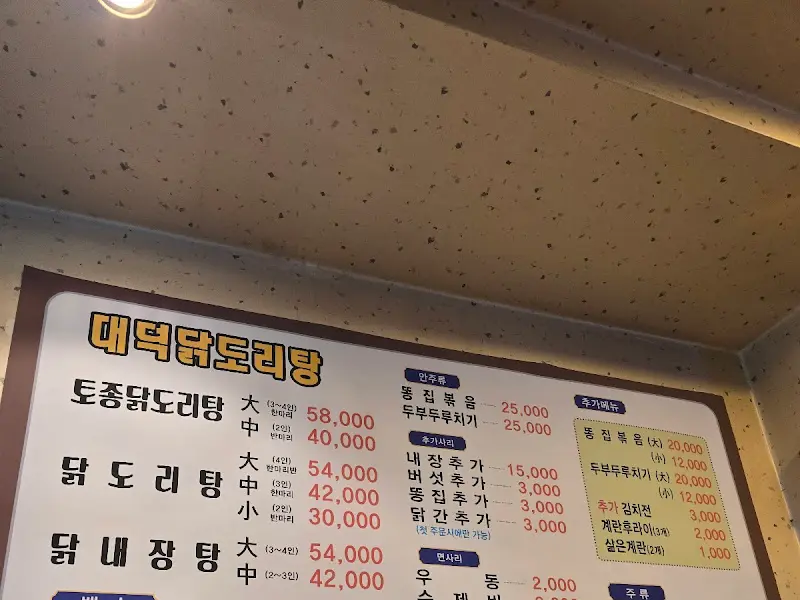 대덕닭도리탕
토종닭도리탕 大 (3~4인) 한마리 58,000
中 (2인) 반마리 40,000
닭도리탕 大 (4인) 한마리반 54,000
中 (3인) 한마리 42,000
小 (2인) 반마리 30,000
닭내장탕 大 (3~4인) 54,000
中 (2~3인) 42,000
안주류
똥집볶음 25,000
두부두루치기 25,000
추가사리
내장추가 15,000
버섯추가 3,000
똥집추가 3,000
닭간추가 3,000
(첫 주문시에만 가능)
면사리
우동 2,000
추가메뉴
똥집볶음 (大) 20,000
(小) 12,000
두부두루치기 (大) 20,000
(小) 12,000
추가 김치전 3,000
계란후라이(3개) 2,000
삶은계란(2개) 1,000
주류